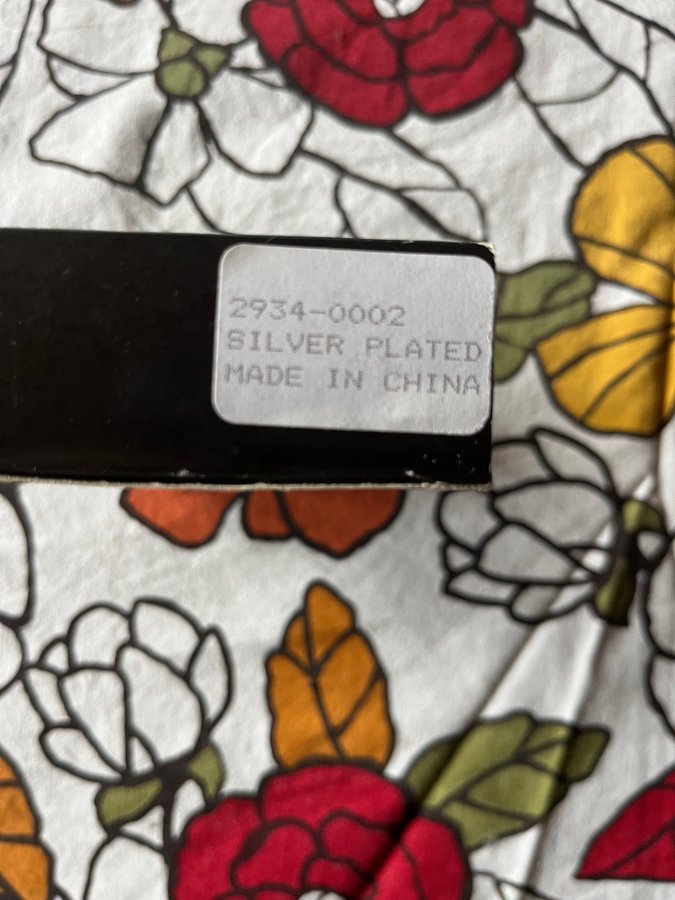 2934-0002
SILVER PLATED
MADE IN CHINA